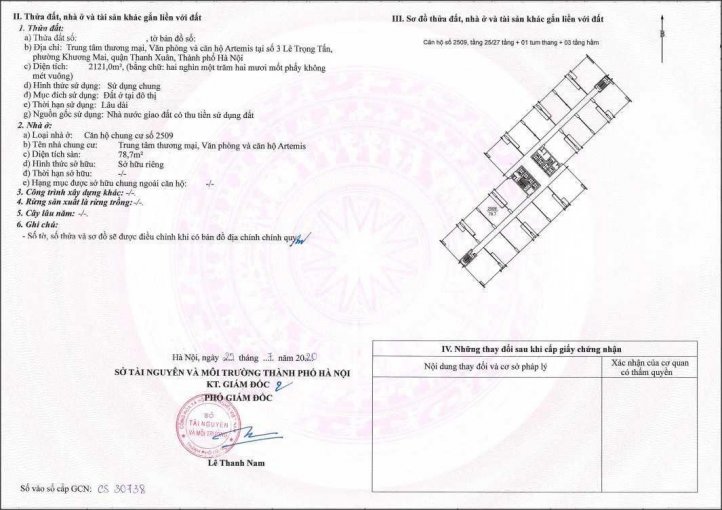 II. Thửa đất, nhà ở và tài sản khác gắn liền với đất
1. Thửa đất:
a) Thửa đất số: , tờ bản đồ số:
b) Địa chỉ: Trung tâm thương mại, Văn phòng và căn hộ Artemis tại số 3 Lê Trọng Tấn,
phường Khương Mai, quận Thanh Xuân, Thành phố Hà Nội
c) Diện tích: 2121,0m², (bằng chữ: hai nghìn một trăm hai mươi mốt phẩy không
mét vuông)
d) Hình thức sử dụng: Sử dụng chung
đ) Mục đích sử dụng: Đất ở tại đô thị
e) Thời hạn sử dụng: Lâu dài
g) Nguồn gốc sử dụng: Nhà nước giao đất có thu tiền sử dụng đất
2. Nhà ở:
a) Loại nhà ở: Căn hộ chung cư số 2509
b) Tên nhà chung cư: Trung tâm thương mại, Văn phòng và căn hộ Artemis
c) Diện tích sàn: 78,7m²
d) Hình thức sở hữu: Sở hữu riêng
đ) Thời hạn sở hữu: -/-
e) Hạng mục được sở hữu chung ngoài căn hộ: -/-
3. Công trình xây dựng khác: -/-
4. Rừng sản xuất là rừng trồng: -/-
5. Cây lâu năm: -/-
6. Ghi chú:
- Số tờ, số thửa và sơ đồ sẽ được điều chỉnh khi có bản đồ địa chính chính quy
Hà Nội, ngày 29 tháng 7 năm 2020
SỞ TÀI NGUYÊN VÀ MÔI TRƯỜNG THÀNH PHỐ HÀ NỘI
KT. GIÁM ĐỐC
PHÓ GIÁM ĐỐC
SỞ
TÀI NGUYÊN
VÀ MÔI TRƯỜNG
Lê Thanh Nam
Số vào sổ cấp GCN: CS 30738
III. Sơ đồ thửa đất, nhà ở và tài sản khác gắn liền với đất
Căn hộ số 2509, tầng 25/27 tầng + 01 tum thang + 03 tầng hầm
B
2509
78.7
IV. Những thay đổi sau khi cấp giấy chứng nhận
Nội dung thay đổi và cơ sở pháp lý
Xác nhận của cơ quan
có thẩm quyền